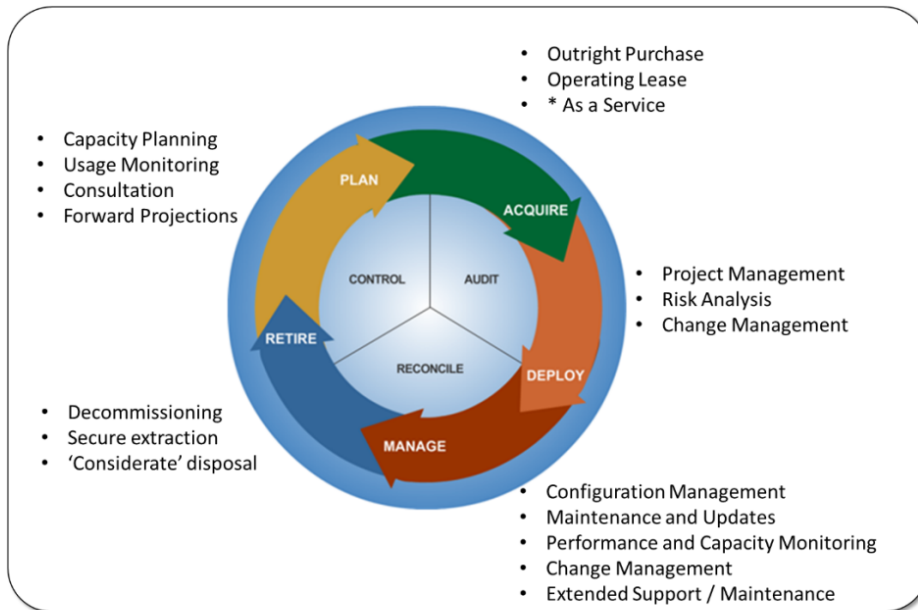 • Outright Purchase
• Operating Lease
• * As a Service
• Capacity Planning
• Usage Monitoring
• Consultation
• Forward Projections
PLAN
ACQUIRE
CONTROL
AUDIT
• Project Management
• Risk Analysis
• Change Management
RETIRE
RECONCILE
DEPLOY
• Decommissioning
• Secure extraction
• ‘Considerate’ disposal
MANAGE
• Configuration Management
• Maintenance and Updates
• Performance and Capacity Monitoring
• Change Management
• Extended Support / Maintenance